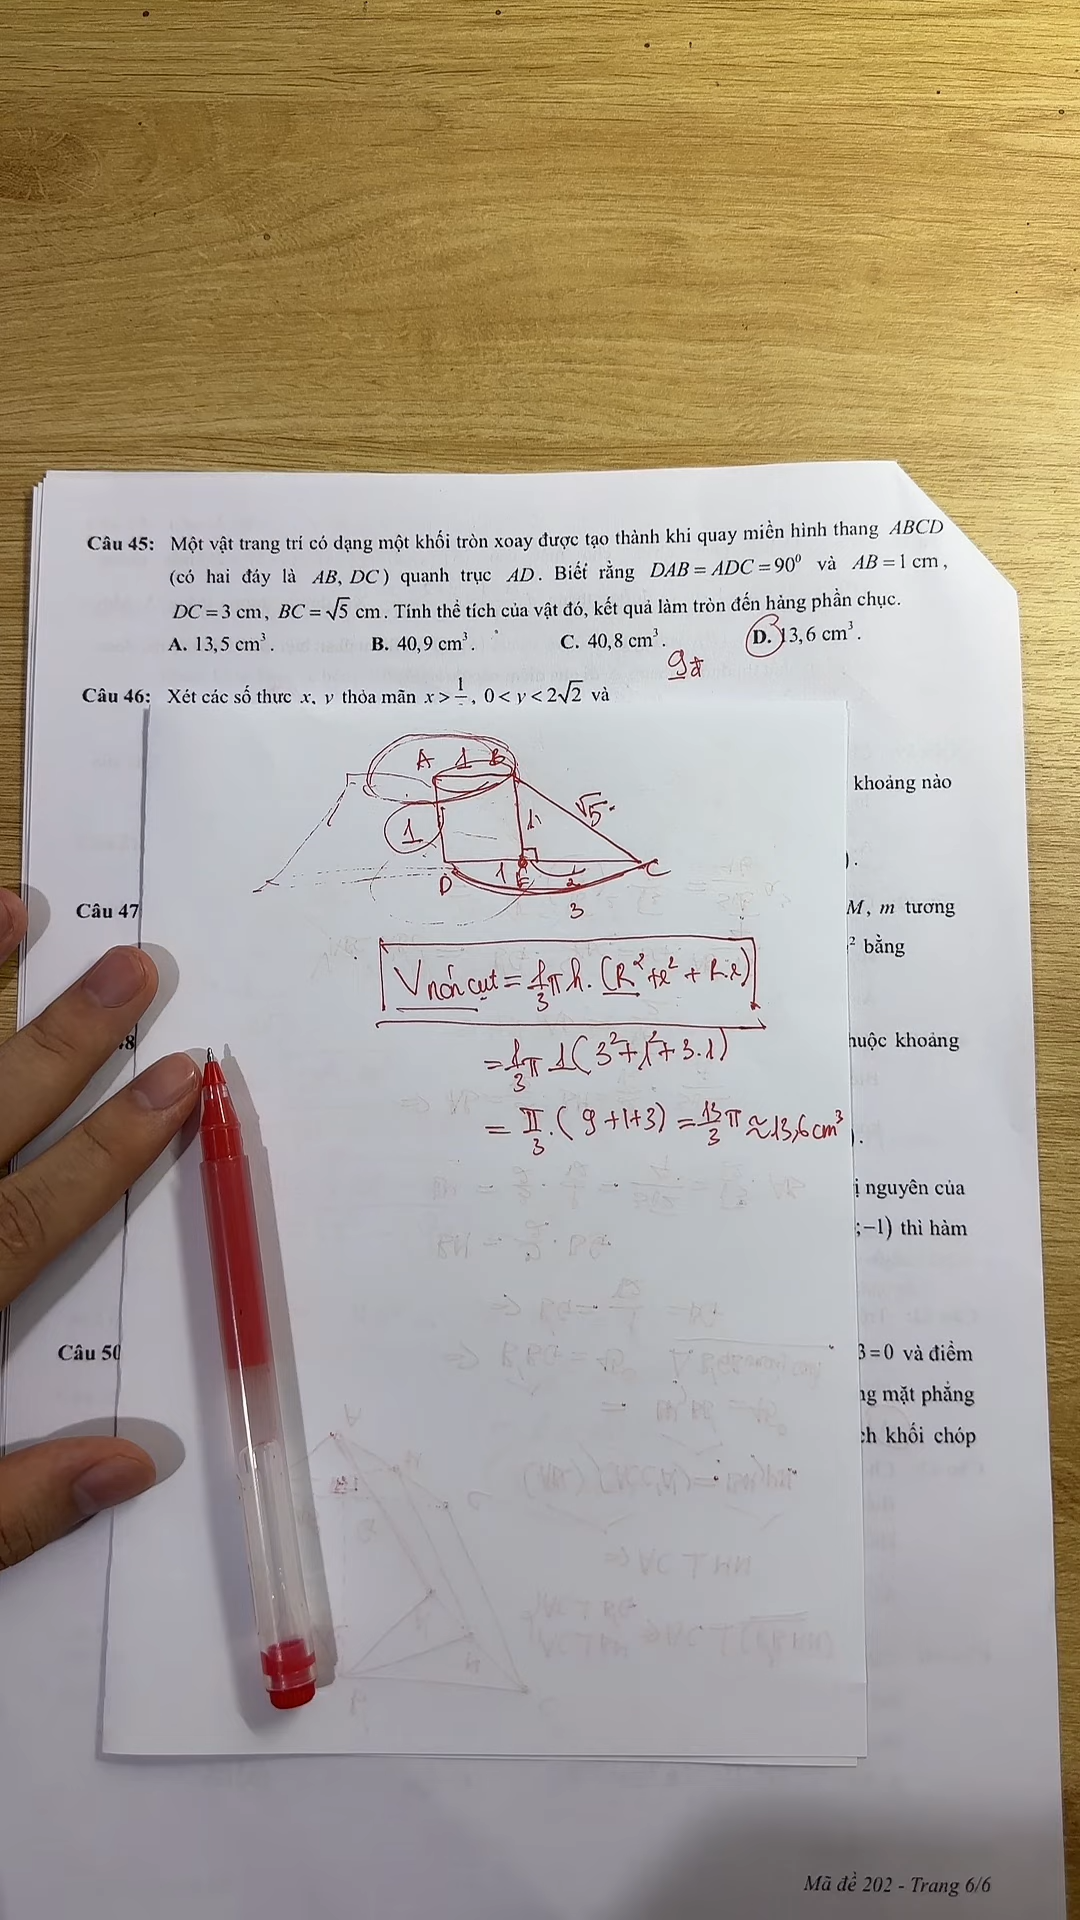 Câu 45: Một vật trang trí có dạng một khối tròn xoay được tạo thành khi quay miền hình thang ABCD
(có hai đáy là AB, DC) quanh trục AD. Biết rằng DAB = ADC = 90⁰ và AB = 1 cm,
DC = 3 cm, BC = √5 cm. Tính thể tích của vật đó, kết quả làm tròn đến hàng phần chục.
A. 13,5 cm³. B. 40,9 cm³. C. 40,8 cm³. D. 13,6 cm³.
Câu 46: Xét các số thực x, y thỏa mãn x > 1, 0 < y < 2√2 và
A 1 B
khoảng nào
√5
1 1
D 1 E 2 C
3
Câu 47 M, m tương
² bằng
V nón cụt = 1/3 π h. (R² + r² + R.r)
8 huộc khoảng
= 1/3 π 1 (3² + 1² + 3.1)
= π/3 . (9+1+3) = 13/3 π ≈ 13,6 cm³
ị nguyên của
;−1) thì hàm
Câu 50 3 = 0 và điểm
ng mặt phẳng
ch khối chóp
Mã đề 202 - Trang 6/6